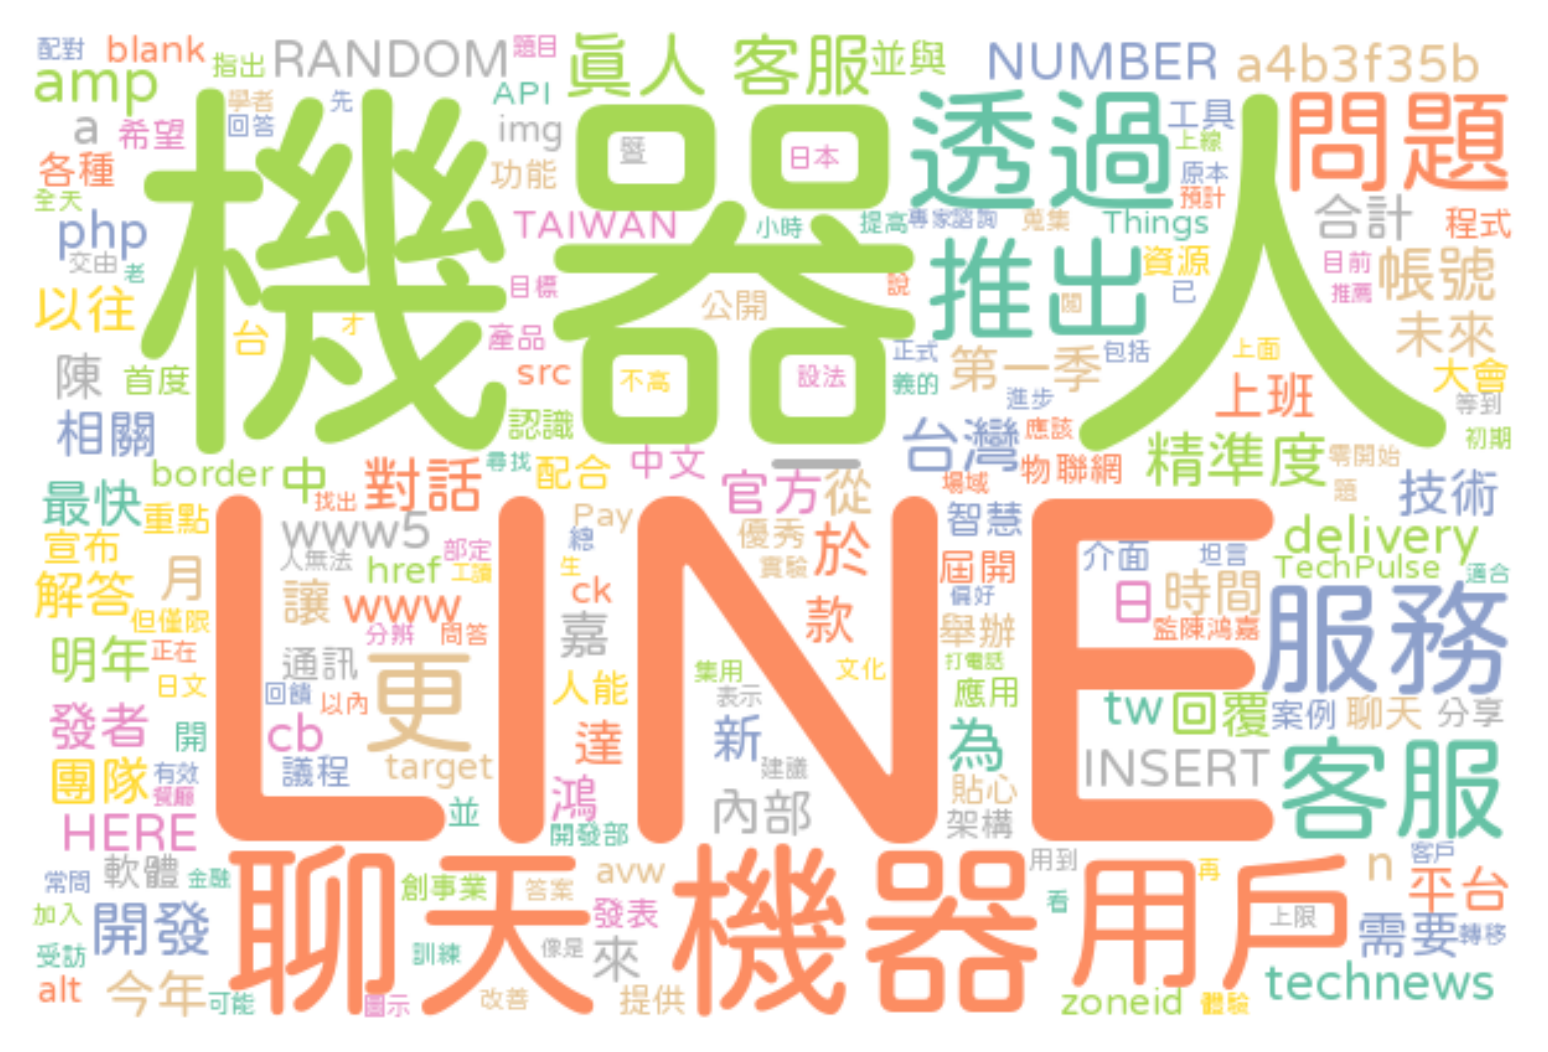 配對 blank 指出 RANDOM 題目 眞人 客服 並與 NUMBER a4b3f35b
amp 學者 先 API 透過 工具 問題
a 希望 回答 機器人 img 暨 日本 上線
各種 功能 原本
全天 預計
php TAIWAN 小時 提高 專家諮詢 蒐集 Things 合計 程式
交由 老 推出 資源 目前 帳號
以往 目標 公開 說 閱 已 推薦
台 才 產品 未來
陳 首度 src 不高 設法 正式 第一季 包括 上面
義的 進步 上班 大會
等到
相關 認識 台灣 應該 精準度 初期
border 中 對話 尋找 配合 中文 官方 從 物聯網 零開始
最快 重點 找出 場域 題 技術
宣布 www5 Pay 總 優秀 於 智慧 delivery
人無法 部定 介面 坦言 TechPulse
解答 月 href 工讀 生 實驗 屆開 適合
但僅限 讓 www ck 款 偏好 日 時間 服務
LINE
明年 正在 分辨 問答 嘉 舉辦 監陳鴻嘉
通訊 更 集用 文化 打電話
日文 回饋 以內 人能 表示 應用 tw 回覆 案例 聊天 分享
發者 開 cb 達 新 為
團隊 有效 議程 target 建議 INSERT 客服
餐廳 鴻 貼心
HERE 並 開發部 內部 架構
常問 軟體 金融 聊天機器 創事業 答案 avw 用到 用戶 再 n 客戶
平台
加入 開發 發表 看 上限 需要 轉移
受訪 訓練 像是 來
alt 今年 可能 圖示 改善 提供 zoneid 體驗 technews